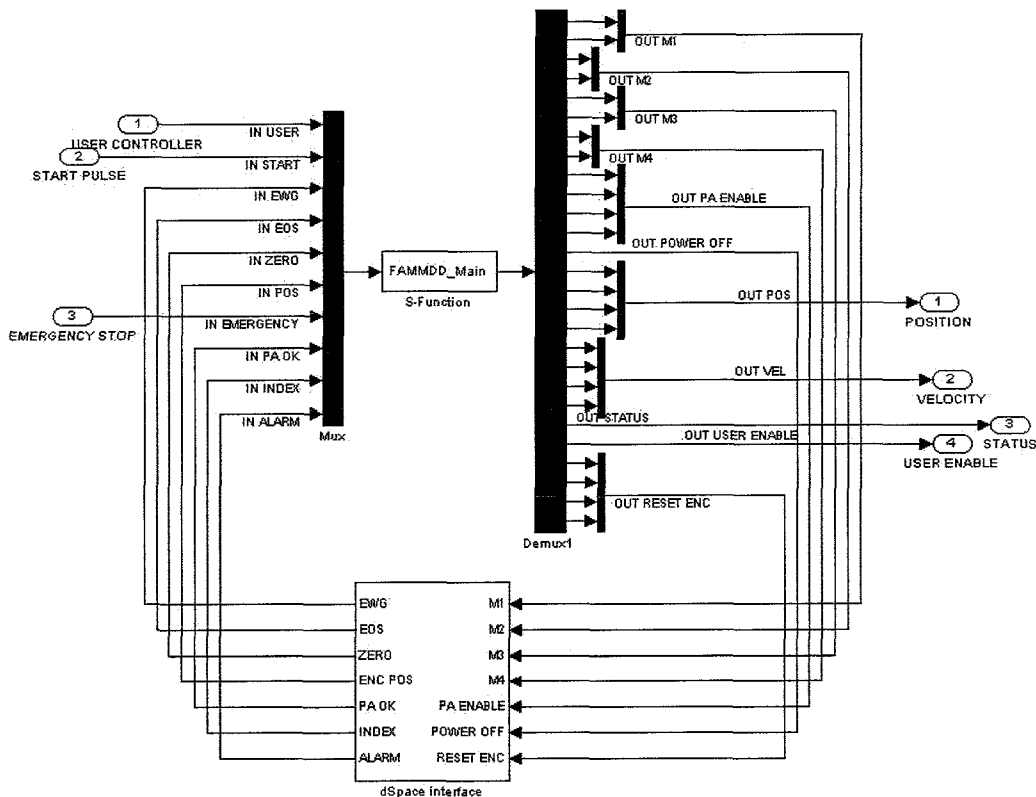 1
USER CONTROLLER
2
START PULSE
3
EMERGENCY STOP
IN USER
IN START
IN EWG
IN EOS
IN ZERO
IN POS
IN EMERGENCY
IN PA OK
IN INDEX
IN ALARM
Mux
FAMMDD_Main
S-Function
OUT M1
OUT M2
OUT M3
OUT M4
OUT PA ENABLE
OUT POWER OFF
OUT POS
OUT VEL
OUT STATUS
OUT USER ENABLE
OUT RESET ENC
Demux1
1
POSITION
2
VELOCITY
3
STATUS
4
USER ENABLE
EWG
EOS
ZERO
ENC POS
PA OK
INDEX
ALARM
M1
M2
M3
M4
PA ENABLE
POWER OFF
RESET ENC
dSpace interface